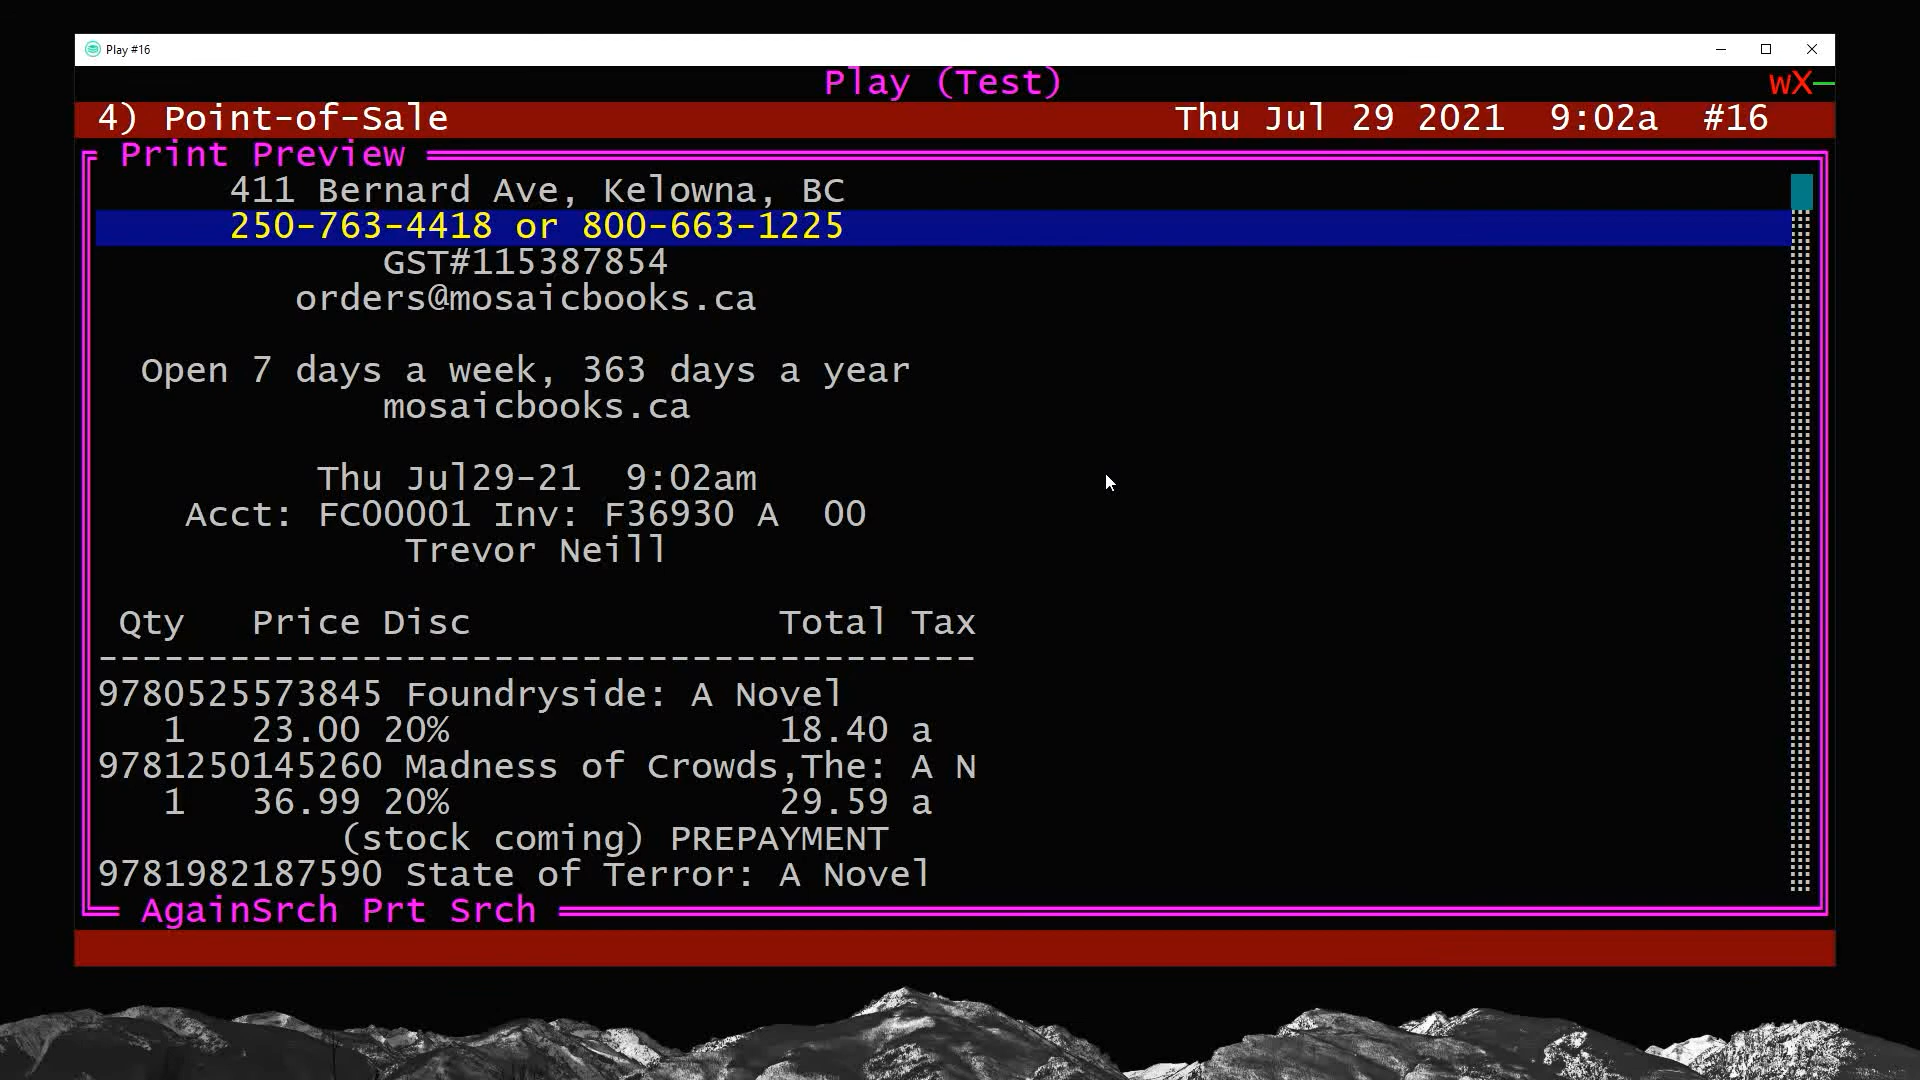 Play #16
Play (Test)
wX
4) Point-of-Sale Thu Jul 29 2021 9:02a #16
Print Preview
411 Bernard Ave, Kelowna, BC
250-763-4418 or 800-663-1225
GST#115387854
orders@mosaicbooks.ca
Open 7 days a week, 363 days a year
mosaicbooks.ca
Thu Jul29-21 9:02am
Acct: FC00001 Inv: F36930 A 00
Trevor Neill
Qty Price Disc Total Tax
----------------------------------------
9780525573845 Foundryside: A Novel
1 23.00 20% 18.40 a
9781250145260 Madness of Crowds,The: A N
1 36.99 20% 29.59 a
(stock coming) PREPAYMENT
9781982187590 State of Terror: A Novel
AgainSrch Prt Srch